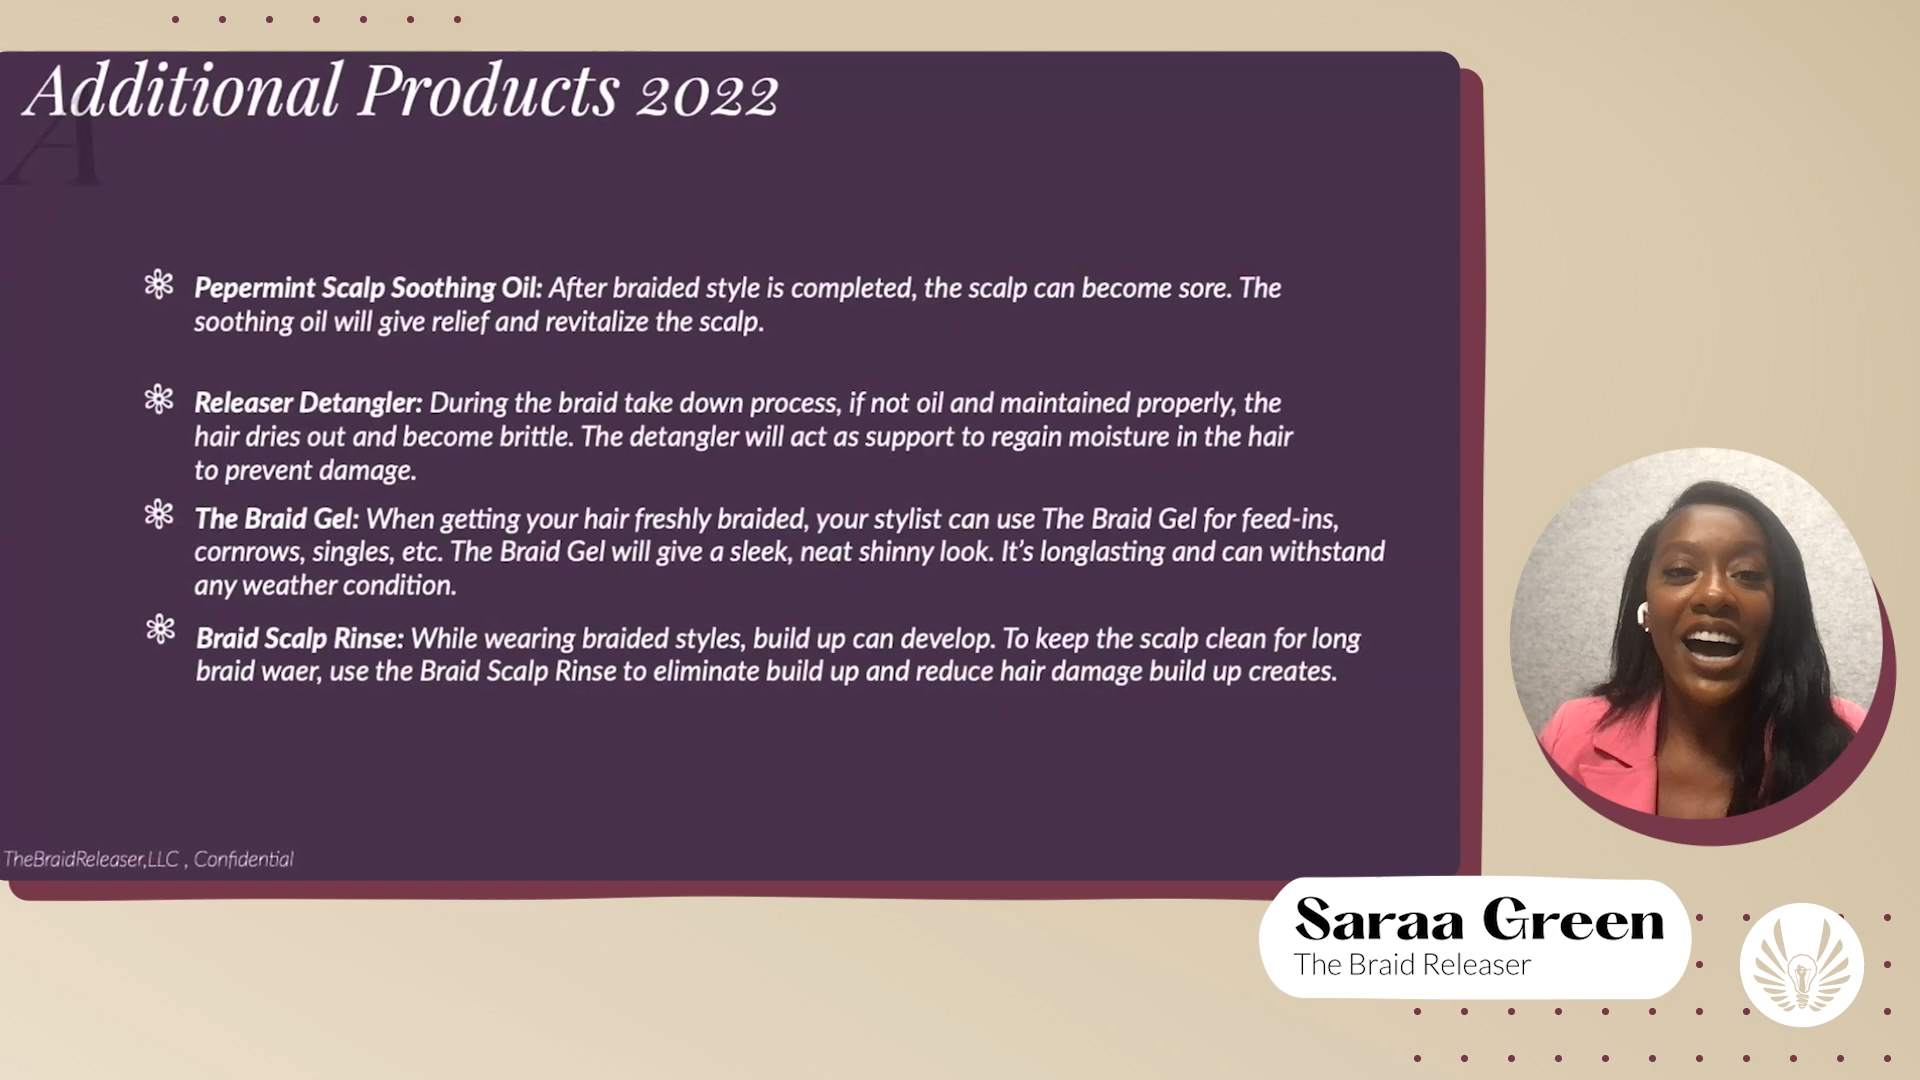 Additional Products 2022
A
Pepermint Scalp Soothing Oil: After braided style is completed, the scalp can become sore. The
soothing oil will give relief and revitalize the scalp.
Releaser Detangler: During the braid take down process, if not oil and maintained properly, the
hair dries out and become brittle. The detangler will act as support to regain moisture in the hair
to prevent damage.
The Braid Gel: When getting your hair freshly braided, your stylist can use The Braid Gel for feed-ins,
cornrows, singles, etc. The Braid Gel will give a sleek, neat shinny look. It’s longlasting and can withstand
any weather condition.
Braid Scalp Rinse: While wearing braided styles, build up can develop. To keep the scalp clean for long
braid waer, use the Braid Scalp Rinse to eliminate build up and reduce hair damage build up creates.
TheBraidReleaser,LLC , Confidential
Saraa Green
The Braid Releaser